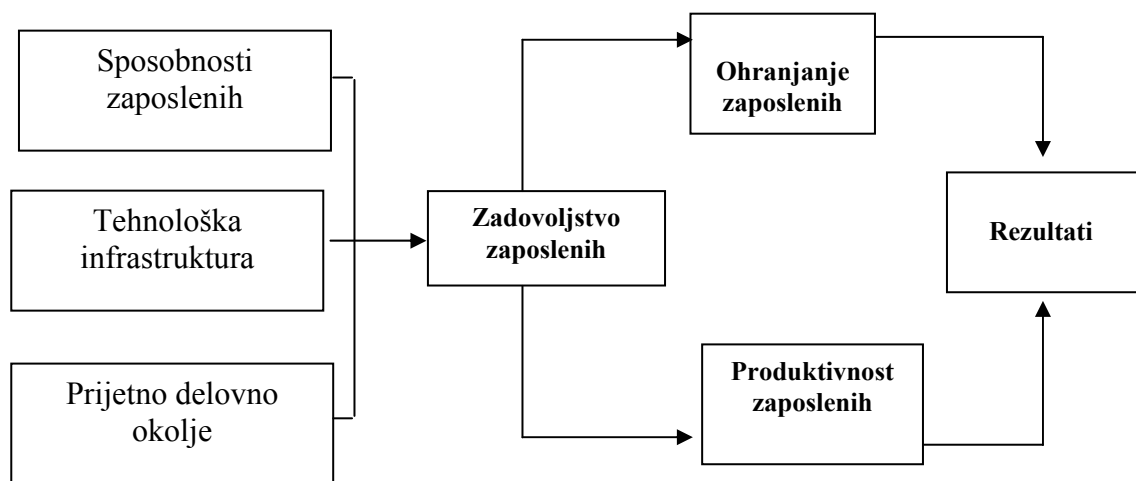 Sposobnosti
zaposlenih
Tehnološka
infrastruktura
Prijetno delovno
okolje
Zadovoljstvo
zaposlenih
Ohranjanje
zaposlenih
Produktivnost
zaposlenih
Rezultati